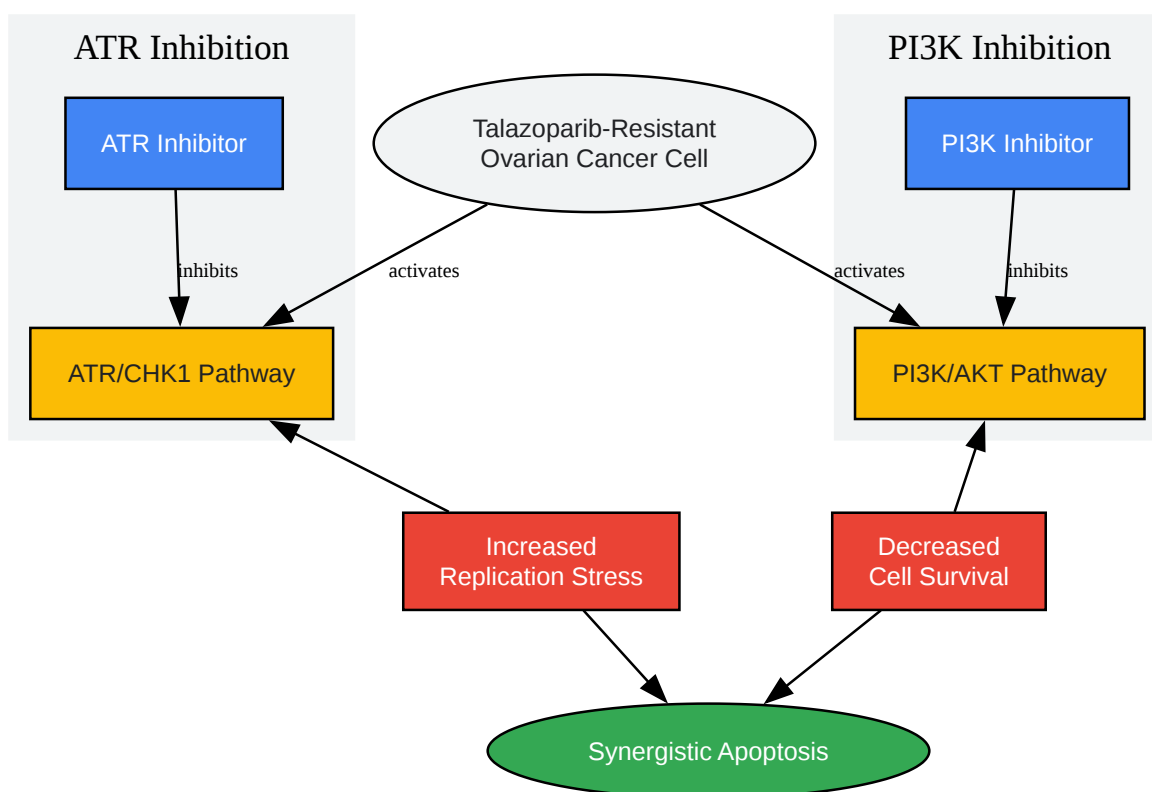 ATR Inhibition
PI3K Inhibition
ATR Inhibitor
Talazoparib-Resistant
Ovarian Cancer Cell
PI3K Inhibitor
inhibits
activates
activates
inhibits
ATR/CHK1 Pathway
PI3K/AKT Pathway
Increased
Replication Stress
Decreased
Cell Survival
Synergistic Apoptosis